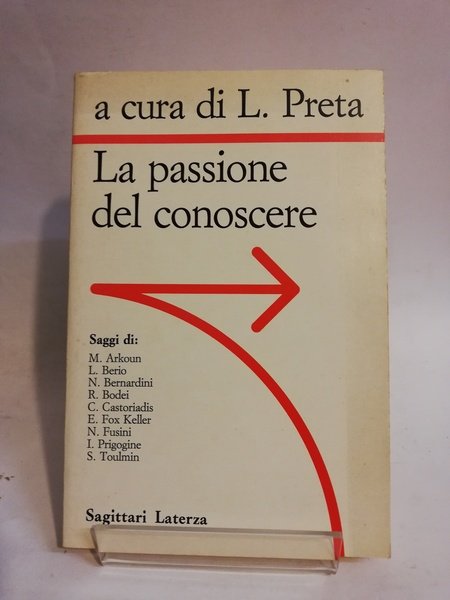 a cura di L. Preta
La passione
del conoscere
Saggi di:
M. Arkoun
L. Berio
N. Bernardini
R. Bodei
C. Castoriadis
E. Fox Keller
N. Fusini
I. Prigogine
S. Toulmin
Sagittari Laterza